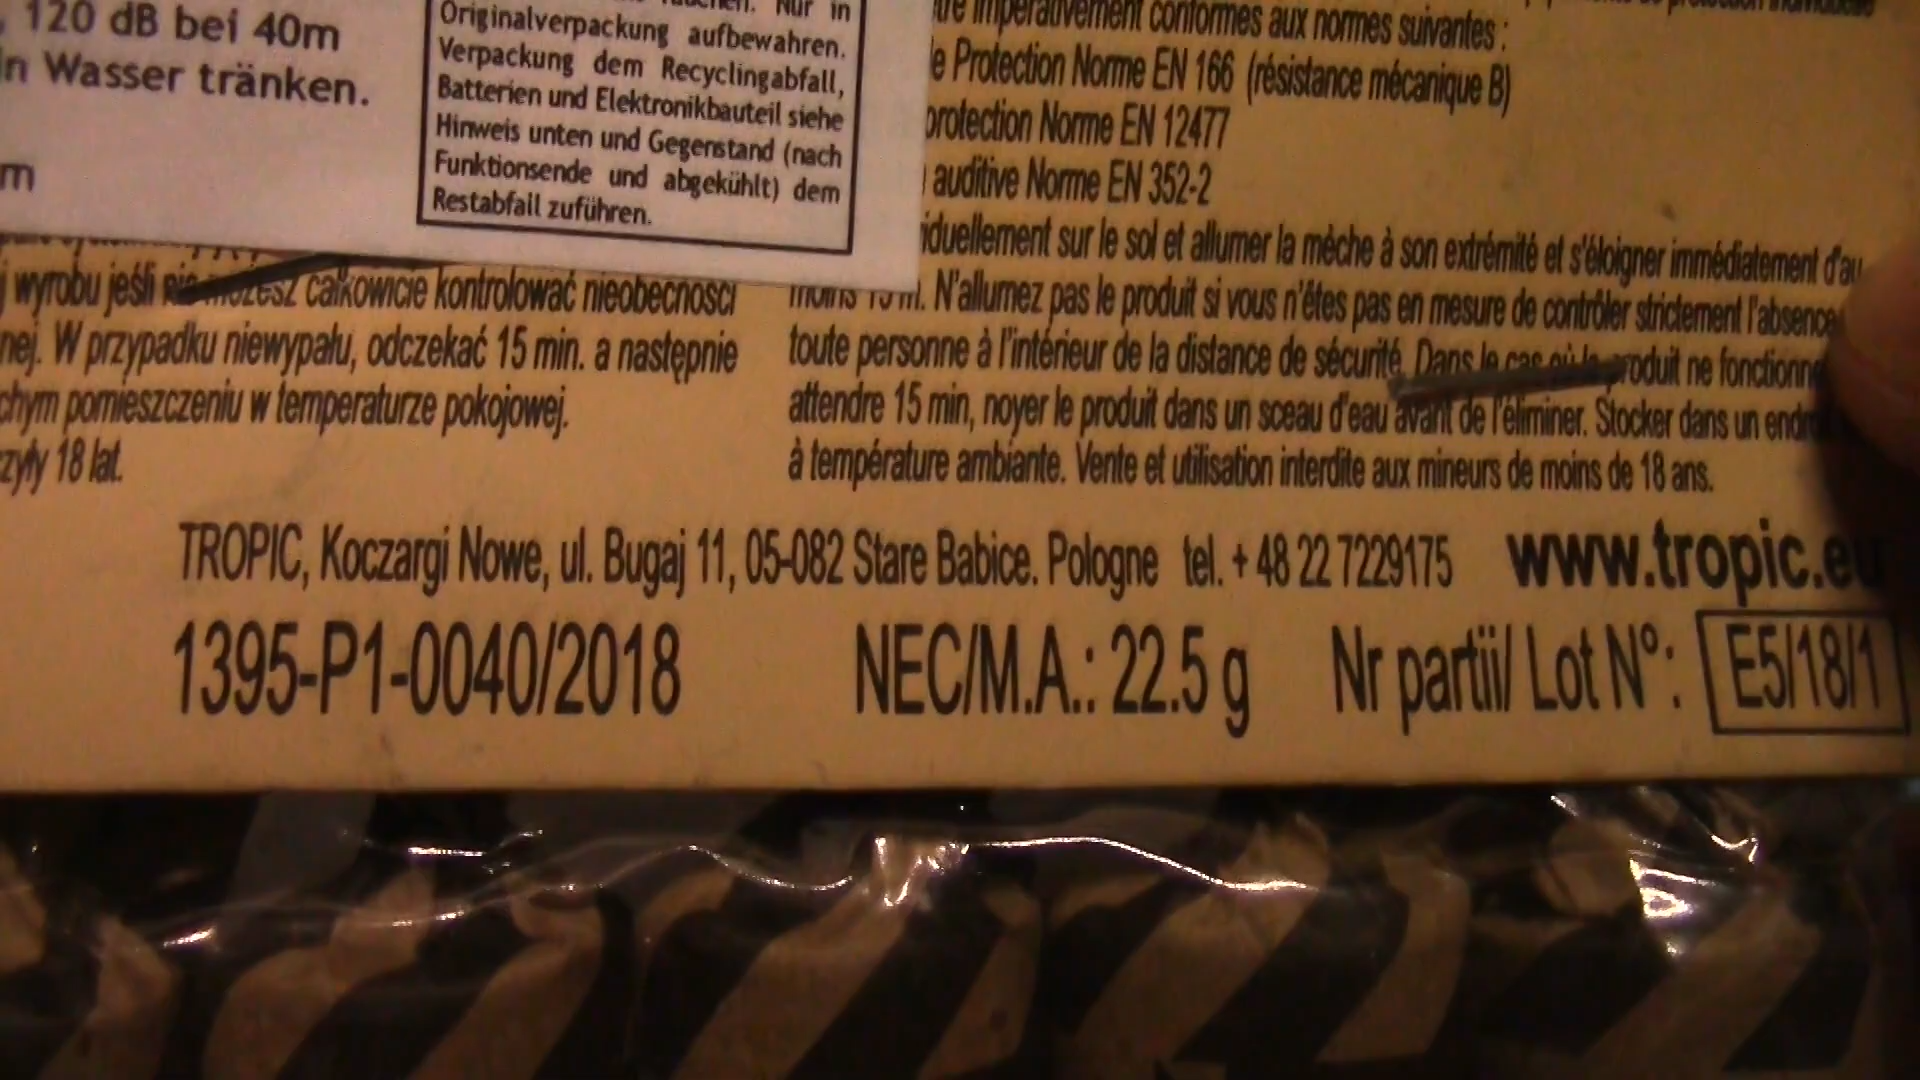 , 120 dB bei 40m
in Wasser tränken.
m
Nur in
Originalverpackung aufbewahren.
Verpackung dem Recyclingabfall,
Batterien und Elektronikbauteil siehe
Hinweis unten und Gegenstand (nach
Funktionsende und abgekühlt) dem
Restabfall zuführen.
tre impérativement conformes aux normes suivantes :
e Protection Norme EN 166 (résistance mécanique B)
protection Norme EN 12477
auditive Norme EN 352-2
iduellement sur le sol et allumer la mèche à son extrémité et s'éloigner immédiatement d'au
moins 15 m. N'allumez pas le produit si vous n'êtes pas en mesure de contrôler strictement l'absence
toute personne à l'intérieur de la distance de sécurité. Dans le cas où le produit ne fonctionne
attendre 15 min, noyer le produit dans un sceau d'eau avant de l'éliminer. Stocker dans un endr
à température ambiante. Vente et utilisation interdite aux mineurs de moins de 18 ans.
j wyrobu jeśli nie możesz całkowicie kontrolować nieobecności
nej. W przypadku niewypału, odczekać 15 min. a następnie
chym pomieszczeniu w temperaturze pokojowej.
zyły 18 lat.
TROPIC, Koczargi Nowe, ul. Bugaj 11, 05-082 Stare Babice. Pologne tel. + 48 22 7229175 www.tropic.eu
1395-P1-0040/2018 NEC/M.A.: 22.5 g Nr partii/ Lot N°: E5/18/1